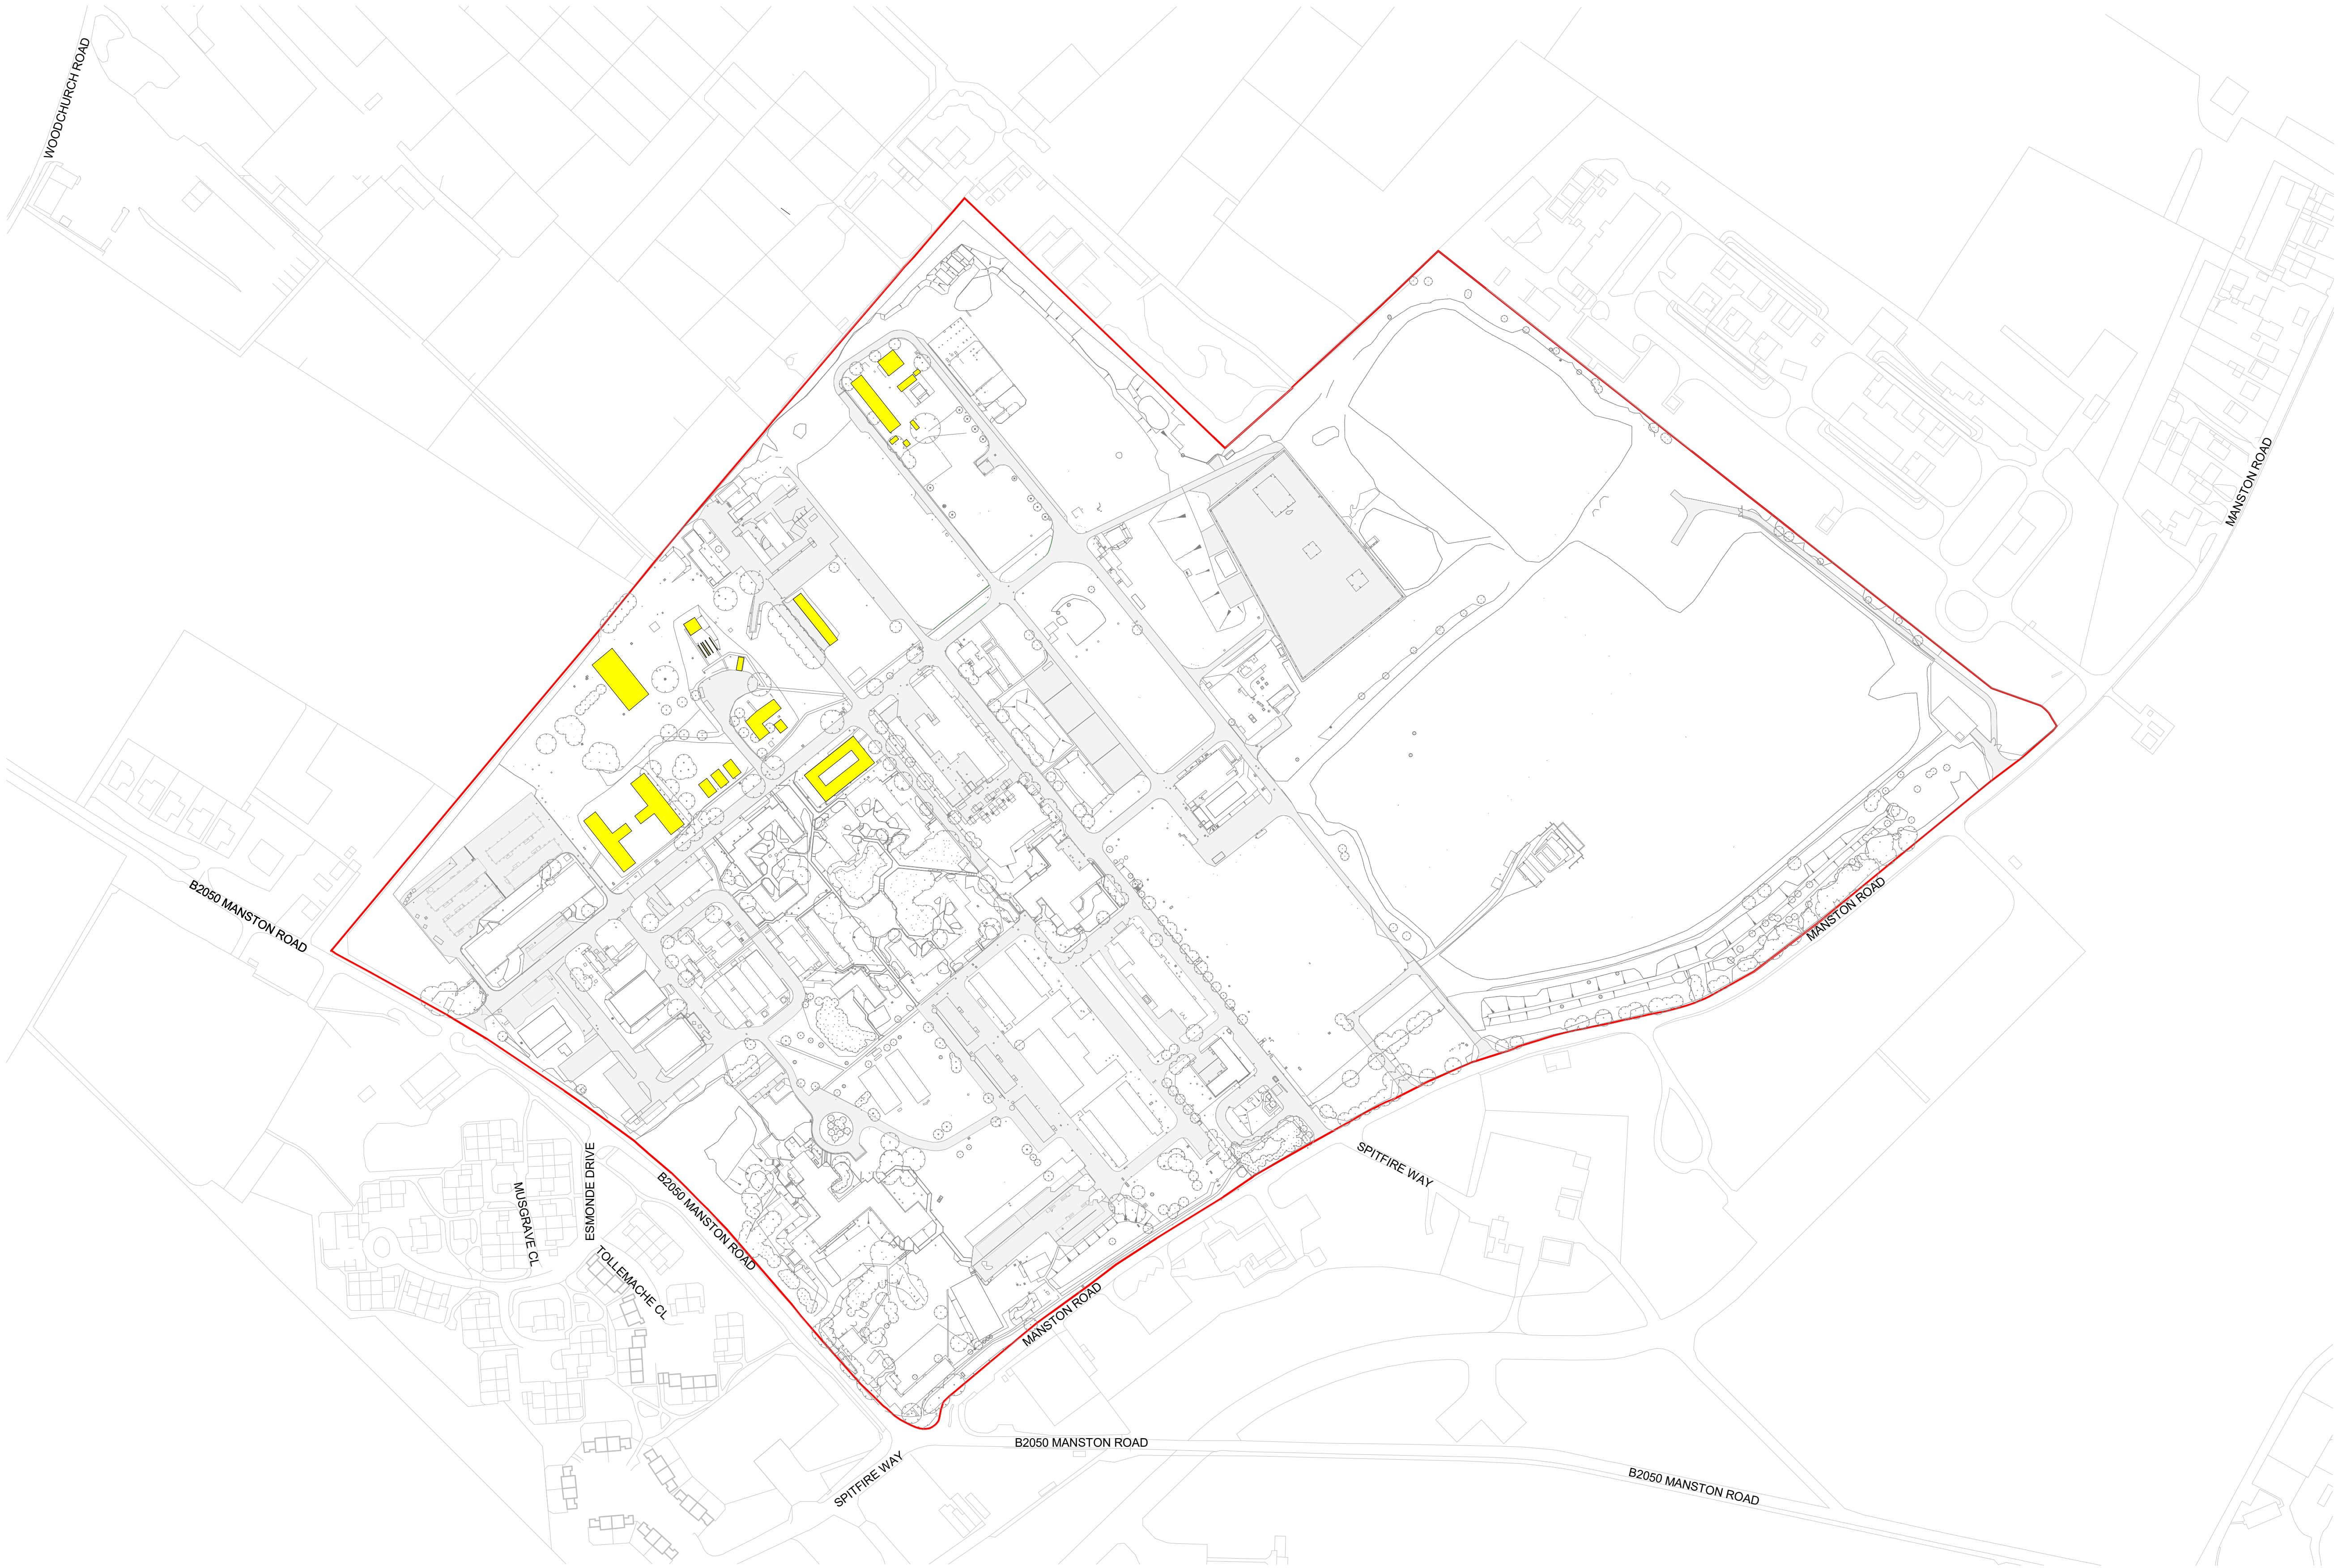 WOODCHURCH ROAD
MANSTON ROAD
B2050 MANSTON ROAD
MANSTON ROAD
SPITFIRE WAY
ESMONDE DRIVE
MUSGRAVE CL
B2050 MANSTON ROAD
TOLLEMACHE CL
MANSTON ROAD
B2050 MANSTON ROAD
SPITFIRE WAY
B2050 MANSTON ROAD